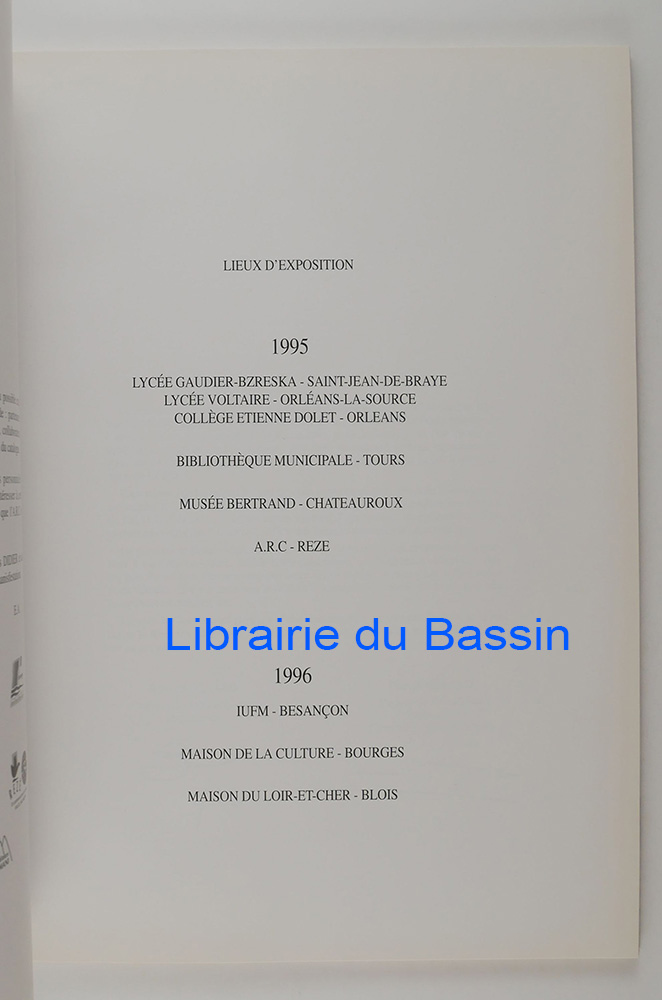 LIEUX D'EXPOSITION
1995
LYCÉE GAUDIER-BZRESKA - SAINT-JEAN-DE-BRAYE
LYCÉE VOLTAIRE - ORLÉANS-LA-SOURCE
COLLÈGE ETIENNE DOLET - ORLEANS
BIBLIOTHÈQUE MUNICIPALE - TOURS
MUSÉE BERTRAND - CHATEAUROUX
A.R.C - REZE
Librairie du Bassin
1996
IUFM - BESANÇON
MAISON DE LA CULTURE - BOURGES
MAISON DU LOIR-ET-CHER - BLOIS